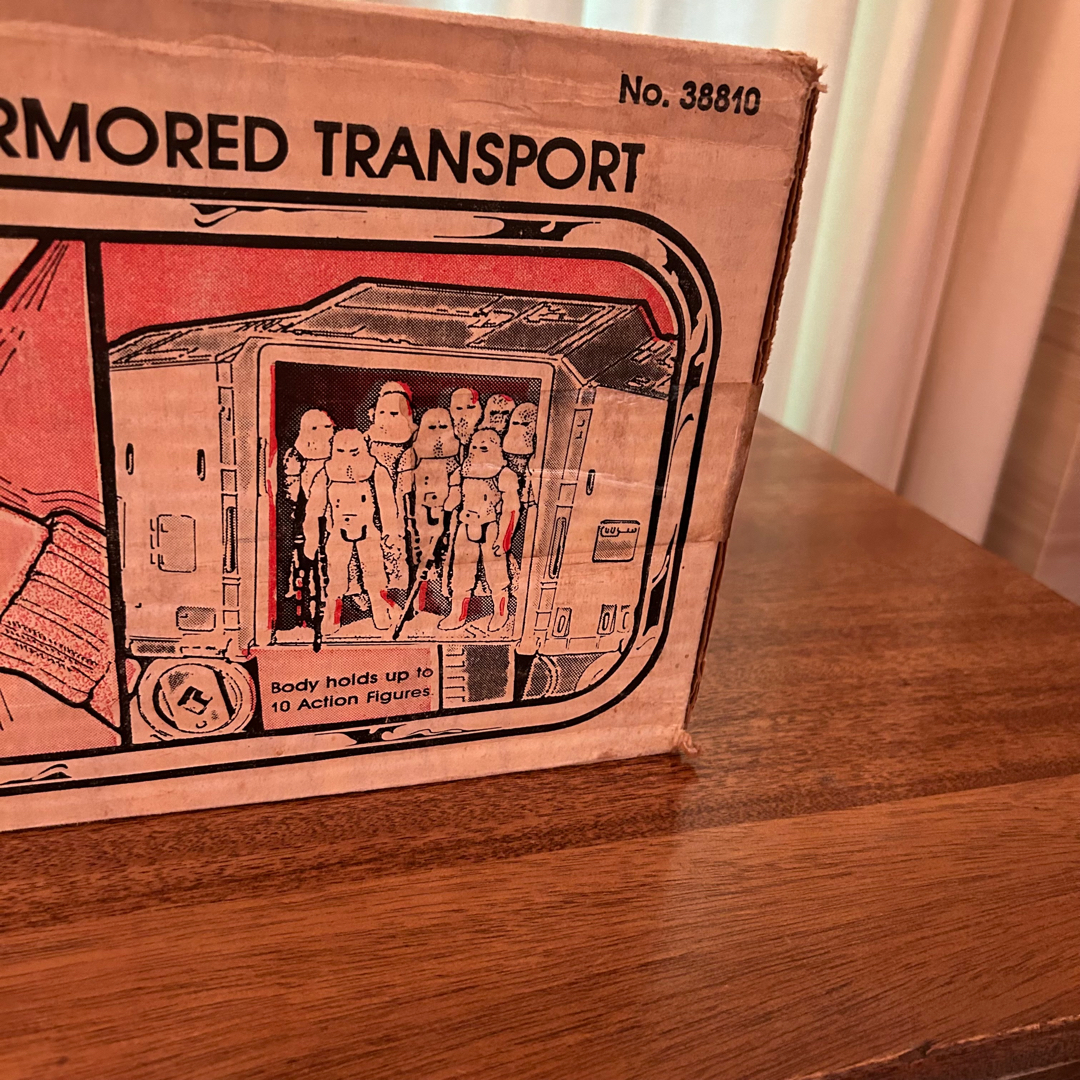 No. 38810
RMORED TRANSPORT
Body holds up to
10 Action Figures.